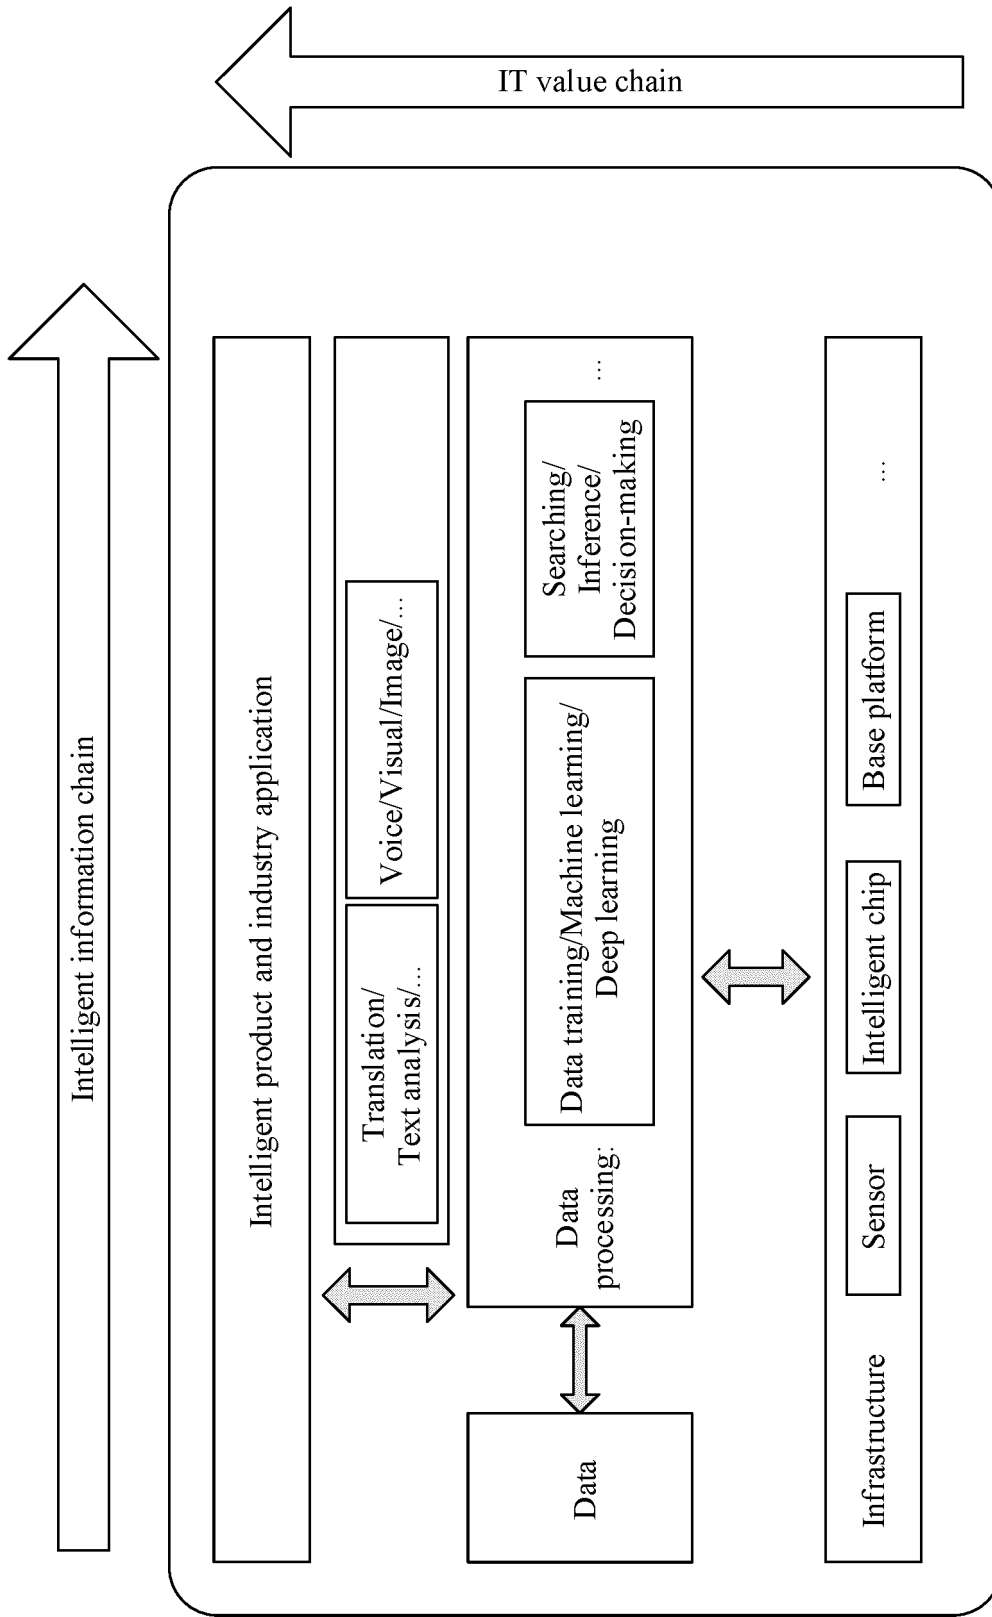 Intelligent information chain
IT value chain
Intelligent product and industry application
Translation/
Text analysis/...
Voice/Visual/Image/...
Data
Data
processing:
Data training/Machine learning/
Deep learning
Searching/
Inference/
Decision-making
...
Infrastructure
Sensor
Intelligent chip
Base platform
...